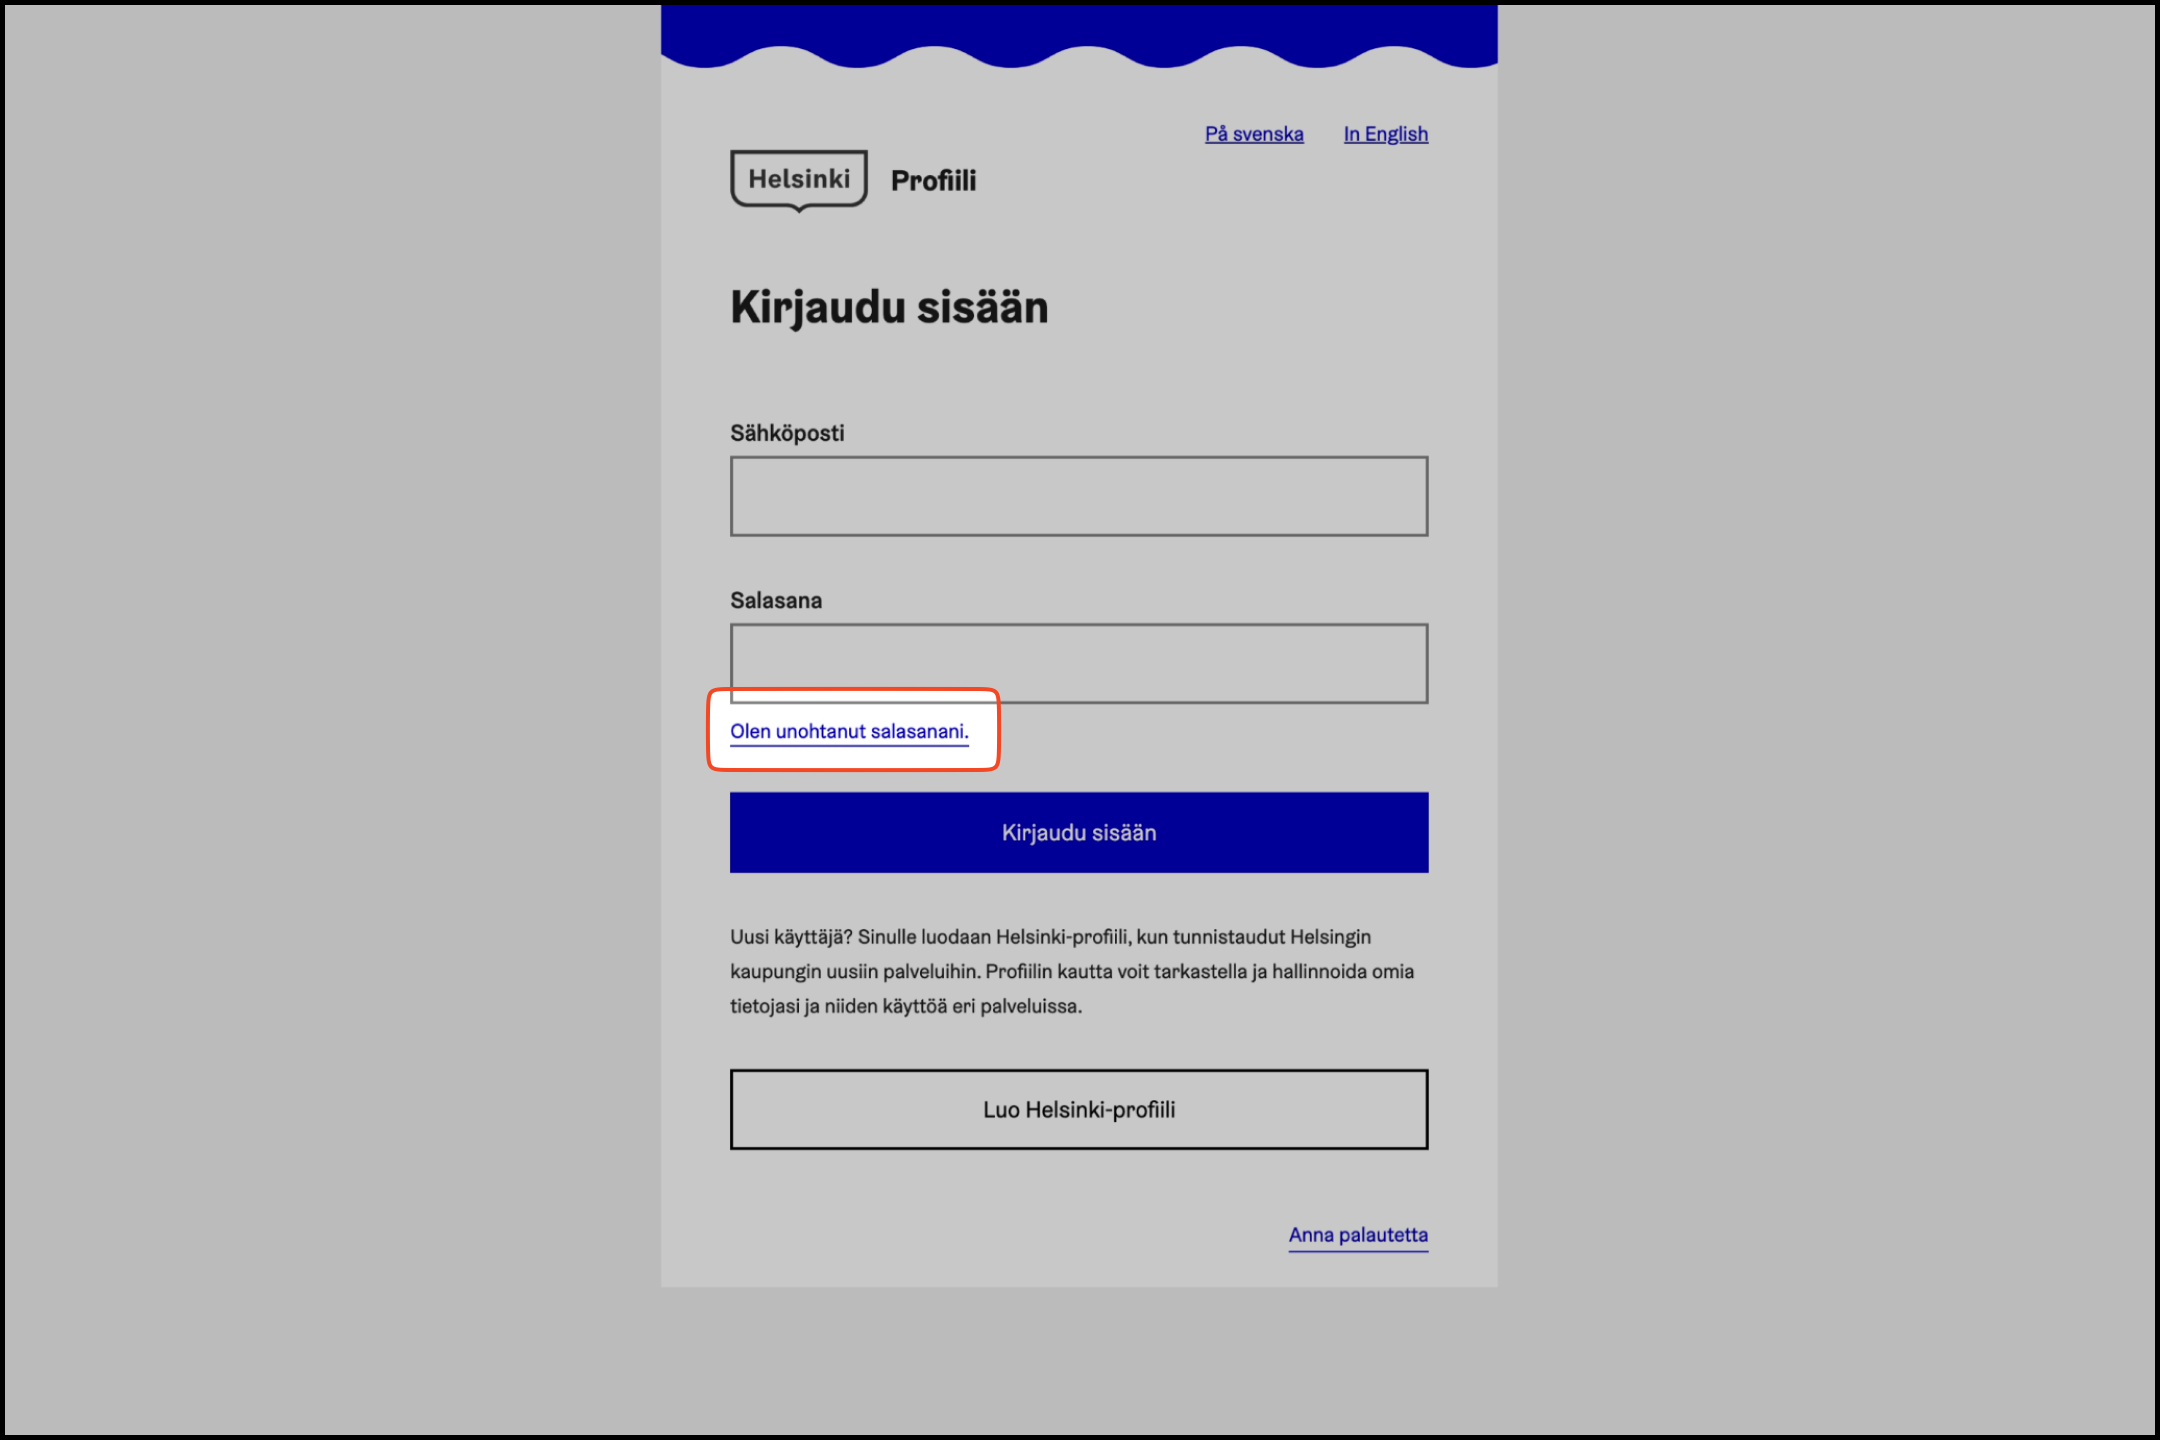 På svenska In English
Helsinki Profiili
Kirjaudu sisään
Sähköposti
Salasana
Olen unohtanut salasanani.
Kirjaudu sisään
Uusi käyttäjä? Sinulle luodaan Helsinki-profiili, kun tunnistaudut Helsingin
kaupungin uusiin palveluihin. Profiilin kautta voit tarkastella ja hallinnoida omia
tietojasi ja niiden käyttöä eri palveluissa.
Luo Helsinki-profiili
Anna palautetta